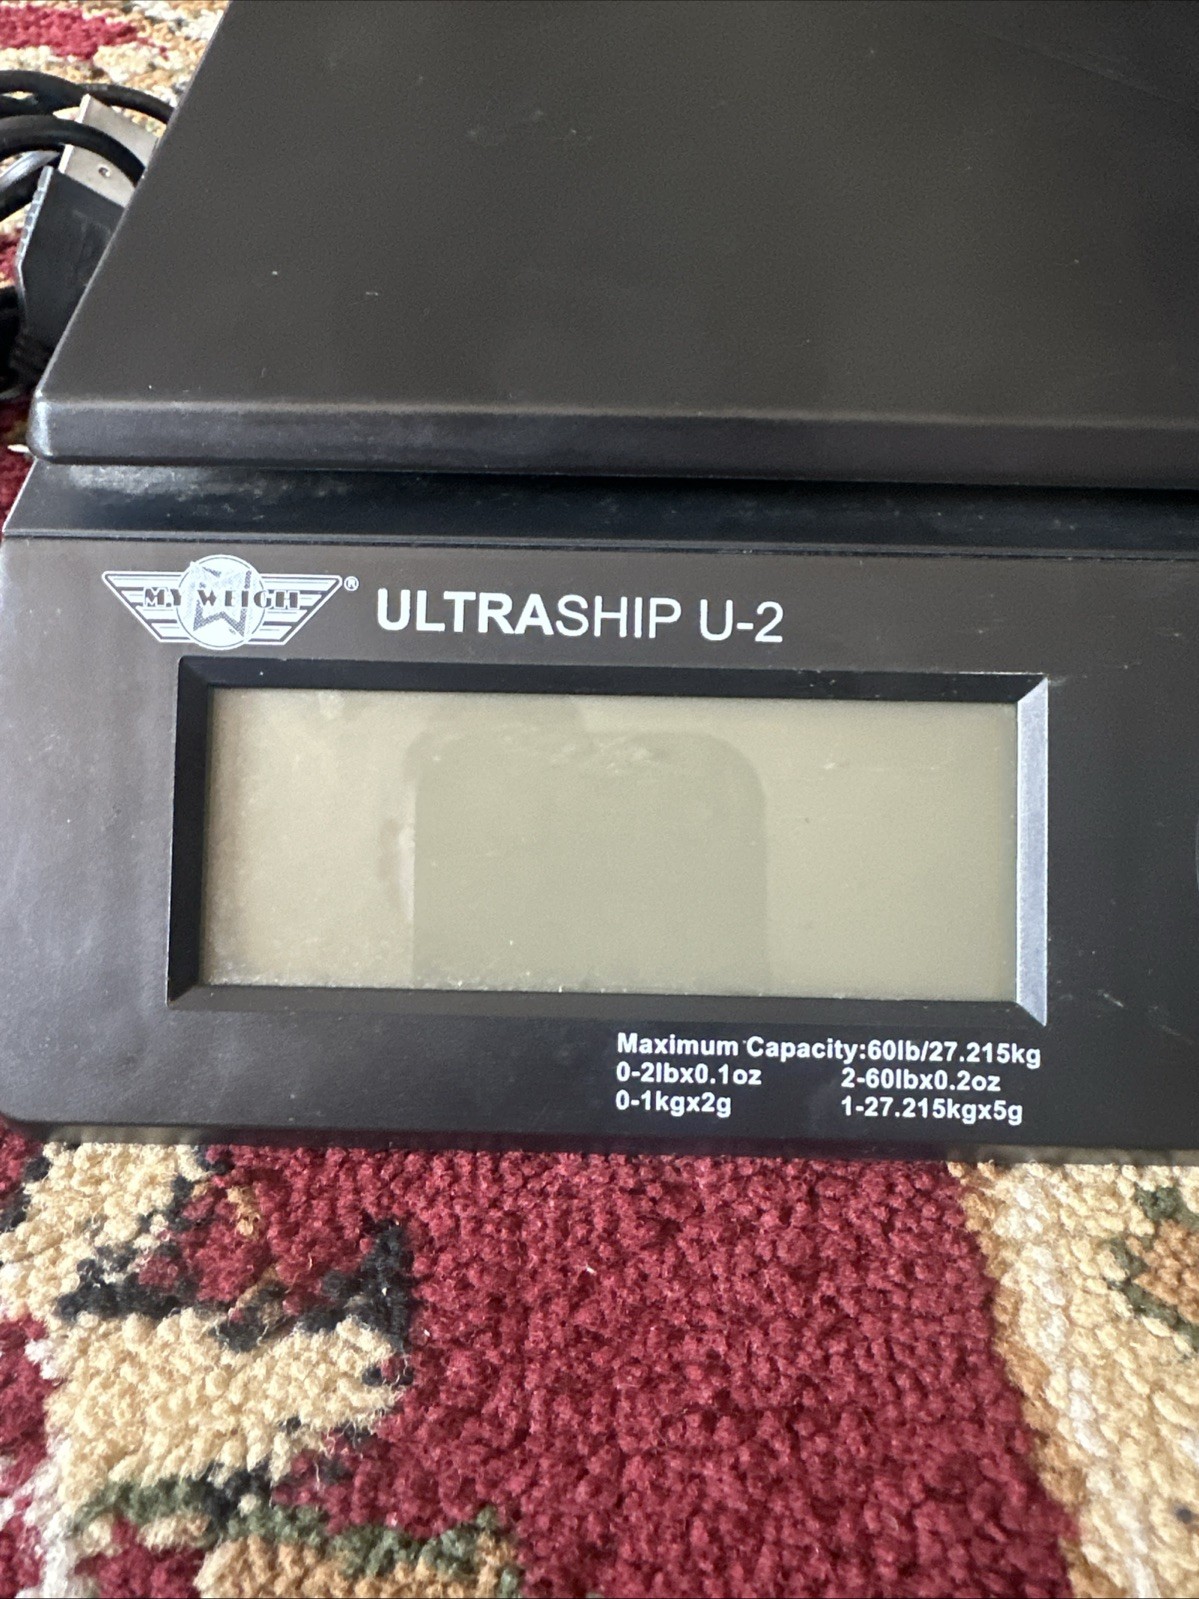 MY WEIGH®
ULTRASHIP U-2
Maximum Capacity:60lb/27.215kg
0-2lbx0.1oz 2-60lbx0.2oz
0-1kgx2g 1-27.215kgx5g